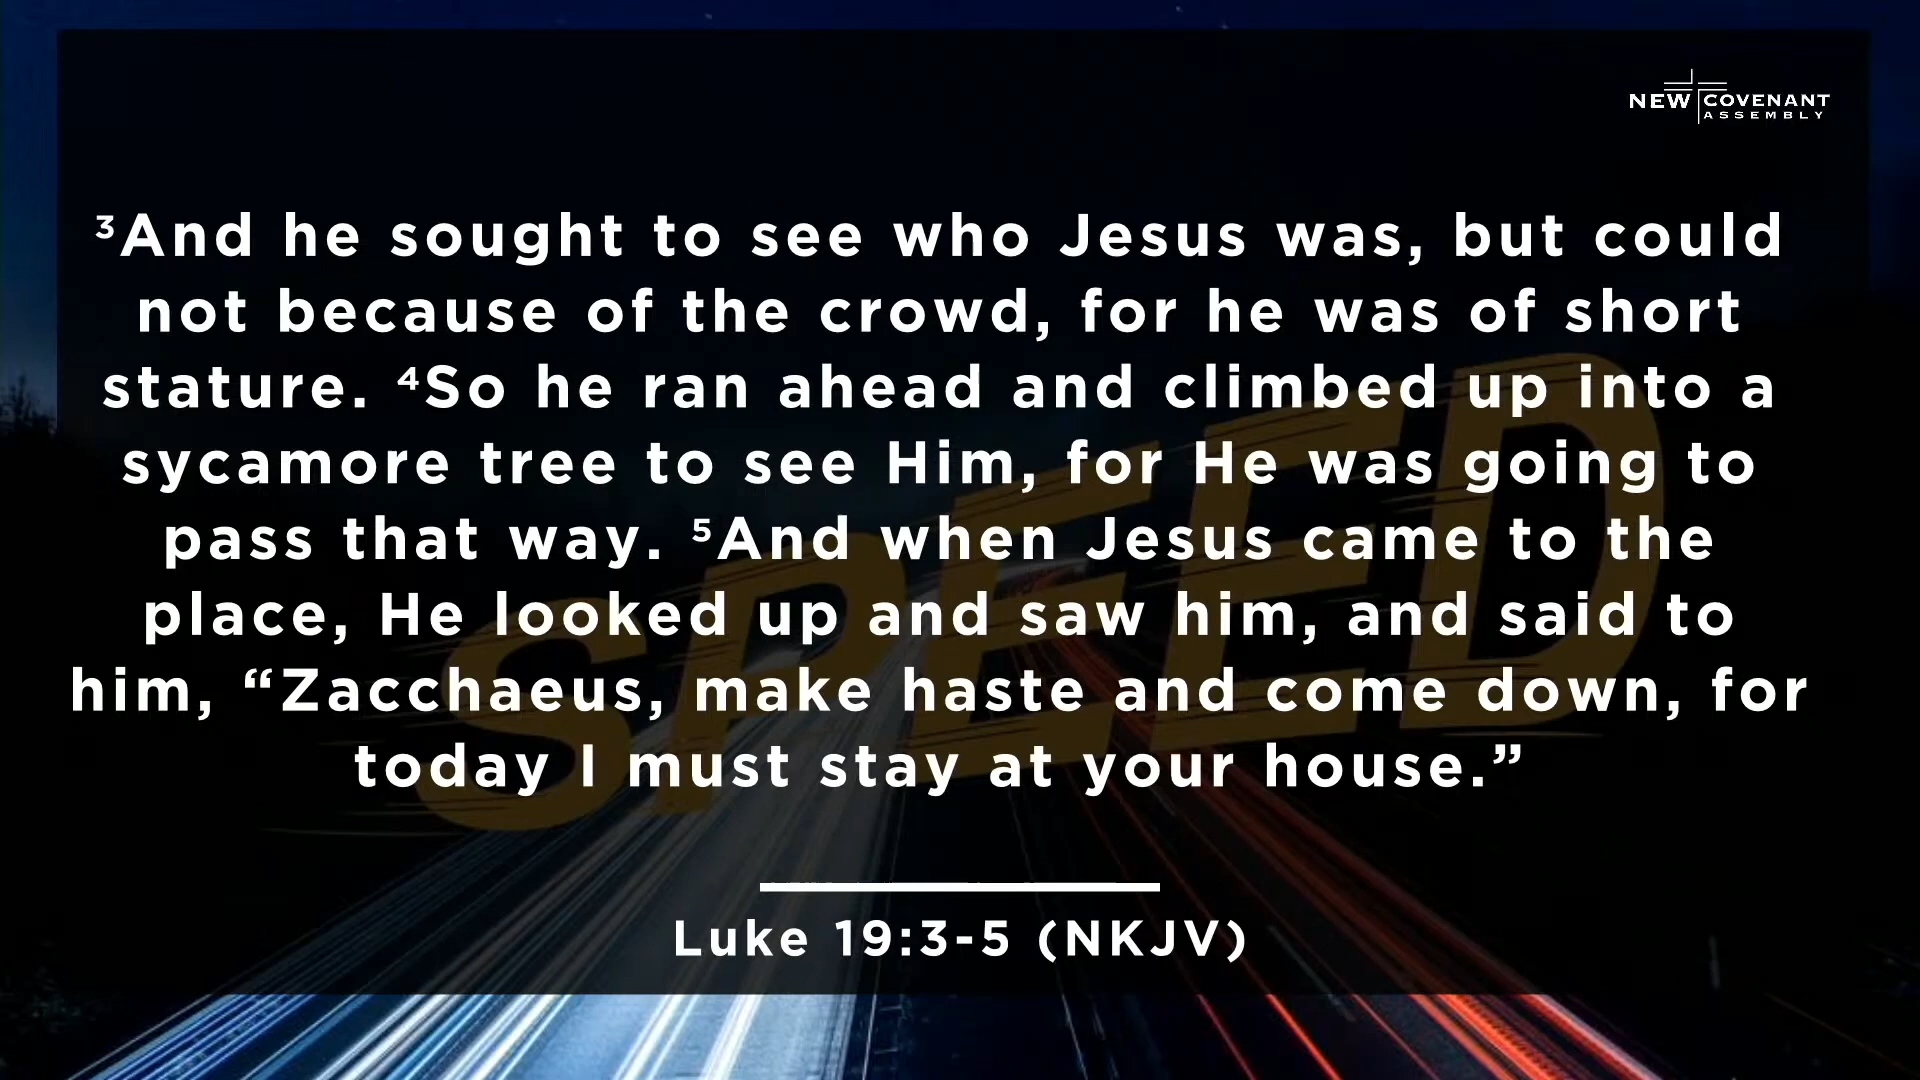 NEW COVENANT
ASSEMBLY
³And he sought to see who Jesus was, but could
not because of the crowd, for he was of short
stature. ⁴So he ran ahead and climbed up into a
sycamore tree to see Him, for He was going to
pass that way. ⁵And when Jesus came to the
place, He looked up and saw him, and said to
him, “Zacchaeus, make haste and come down, for
today I must stay at your house.”
SPEED
Luke 19:3-5 (NKJV)